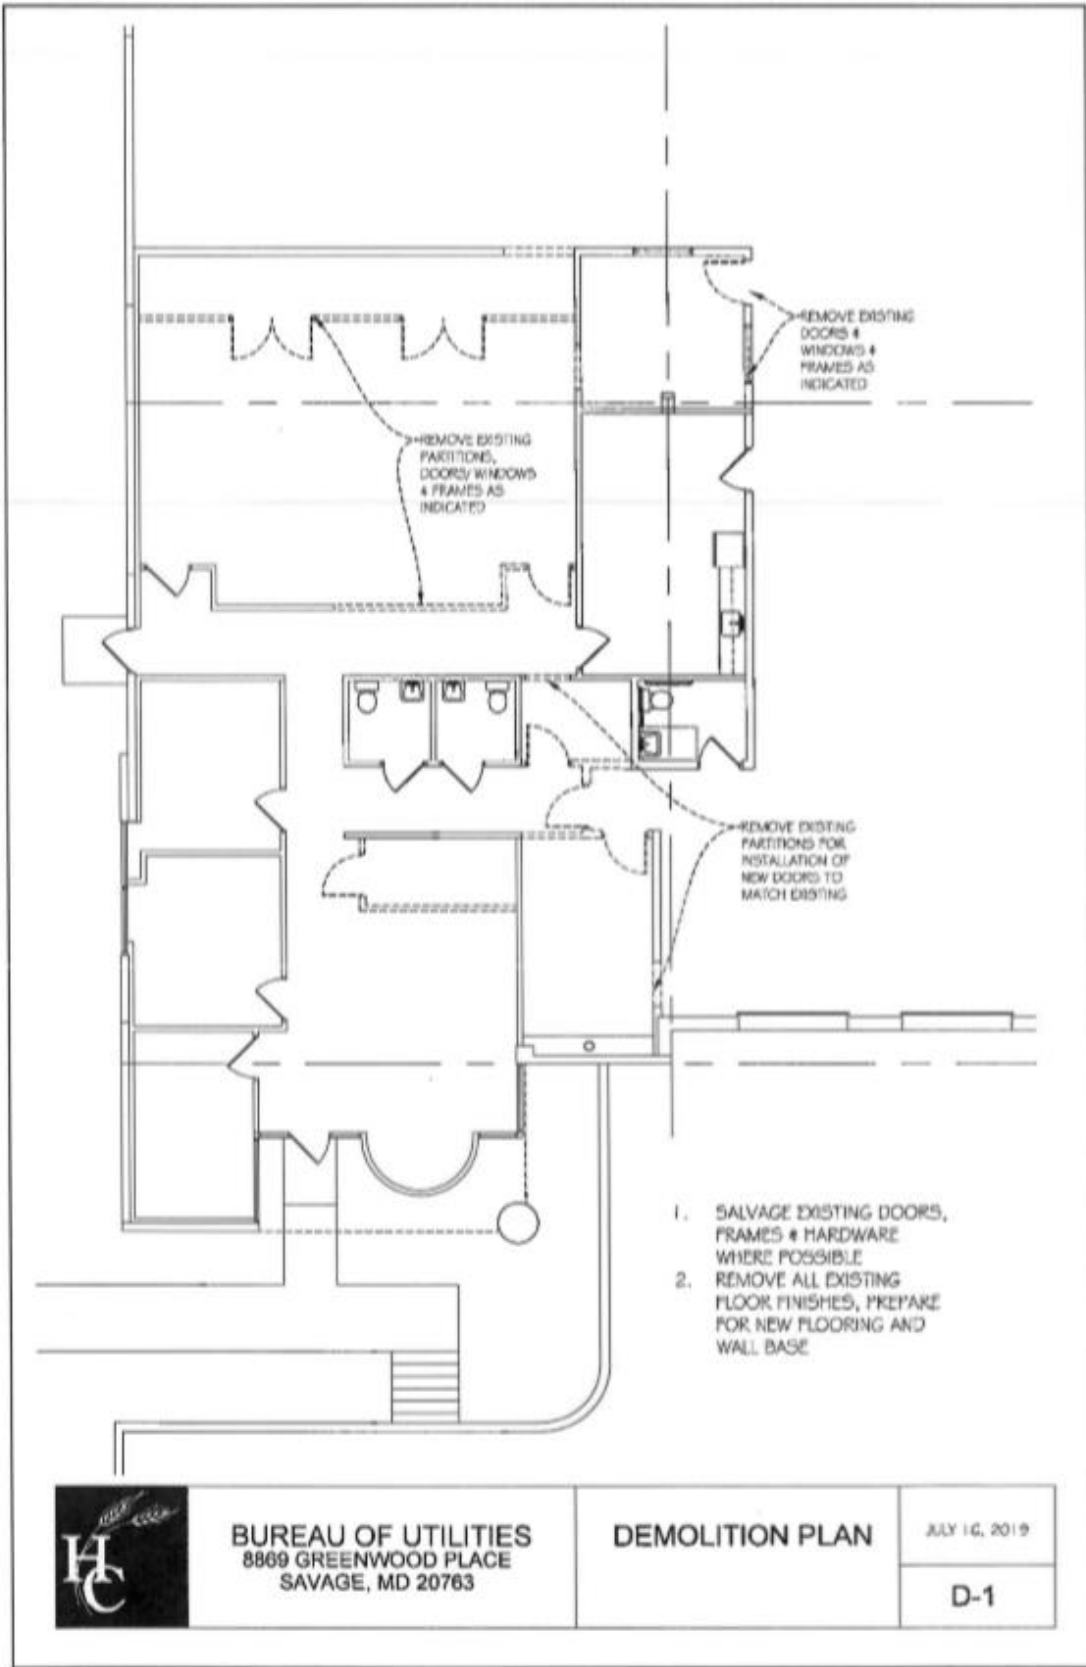 REMOVE EXISTING
DOORS &
WINDOWS &
FRAMES AS
INDICATED
REMOVE EXISTING
PARTITIONS,
DOORS/WINDOWS
& FRAMES AS
INDICATED
REMOVE EXISTING
PARTITIONS FOR
INSTALLATION OF
NEW DOORS TO
MATCH EXISTING
1. SALVAGE EXISTING DOORS,
FRAMES & HARDWARE
WHERE POSSIBLE
2. REMOVE ALL EXISTING
FLOOR FINISHES, PREPARE
FOR NEW FLOORING AND
WALL BASE
HC
BUREAU OF UTILITIES
8869 GREENWOOD PLACE
SAVAGE, MD 20763
DEMOLITION PLAN
JULY 16, 2019
D-1